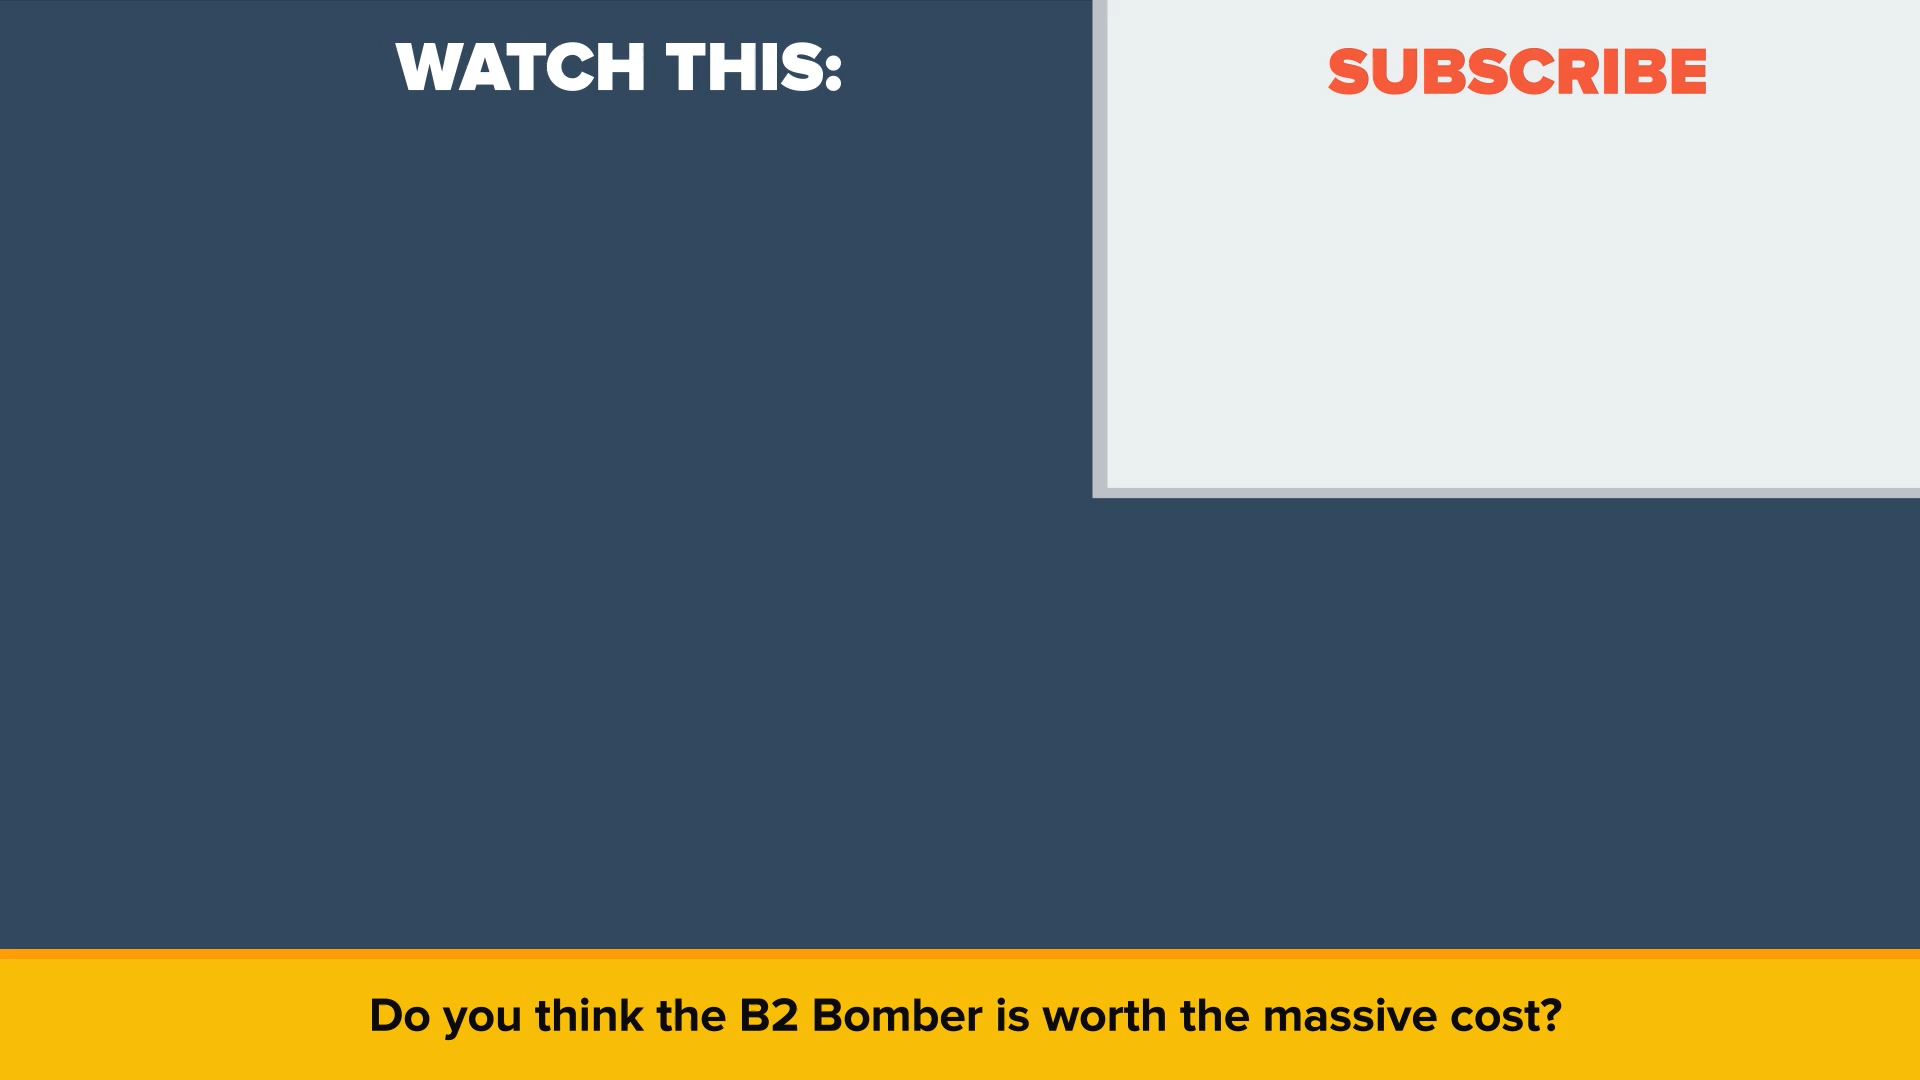 WATCH THIS:
SUBSCRIBE
Do you think the B2 Bomber is worth the massive cost?